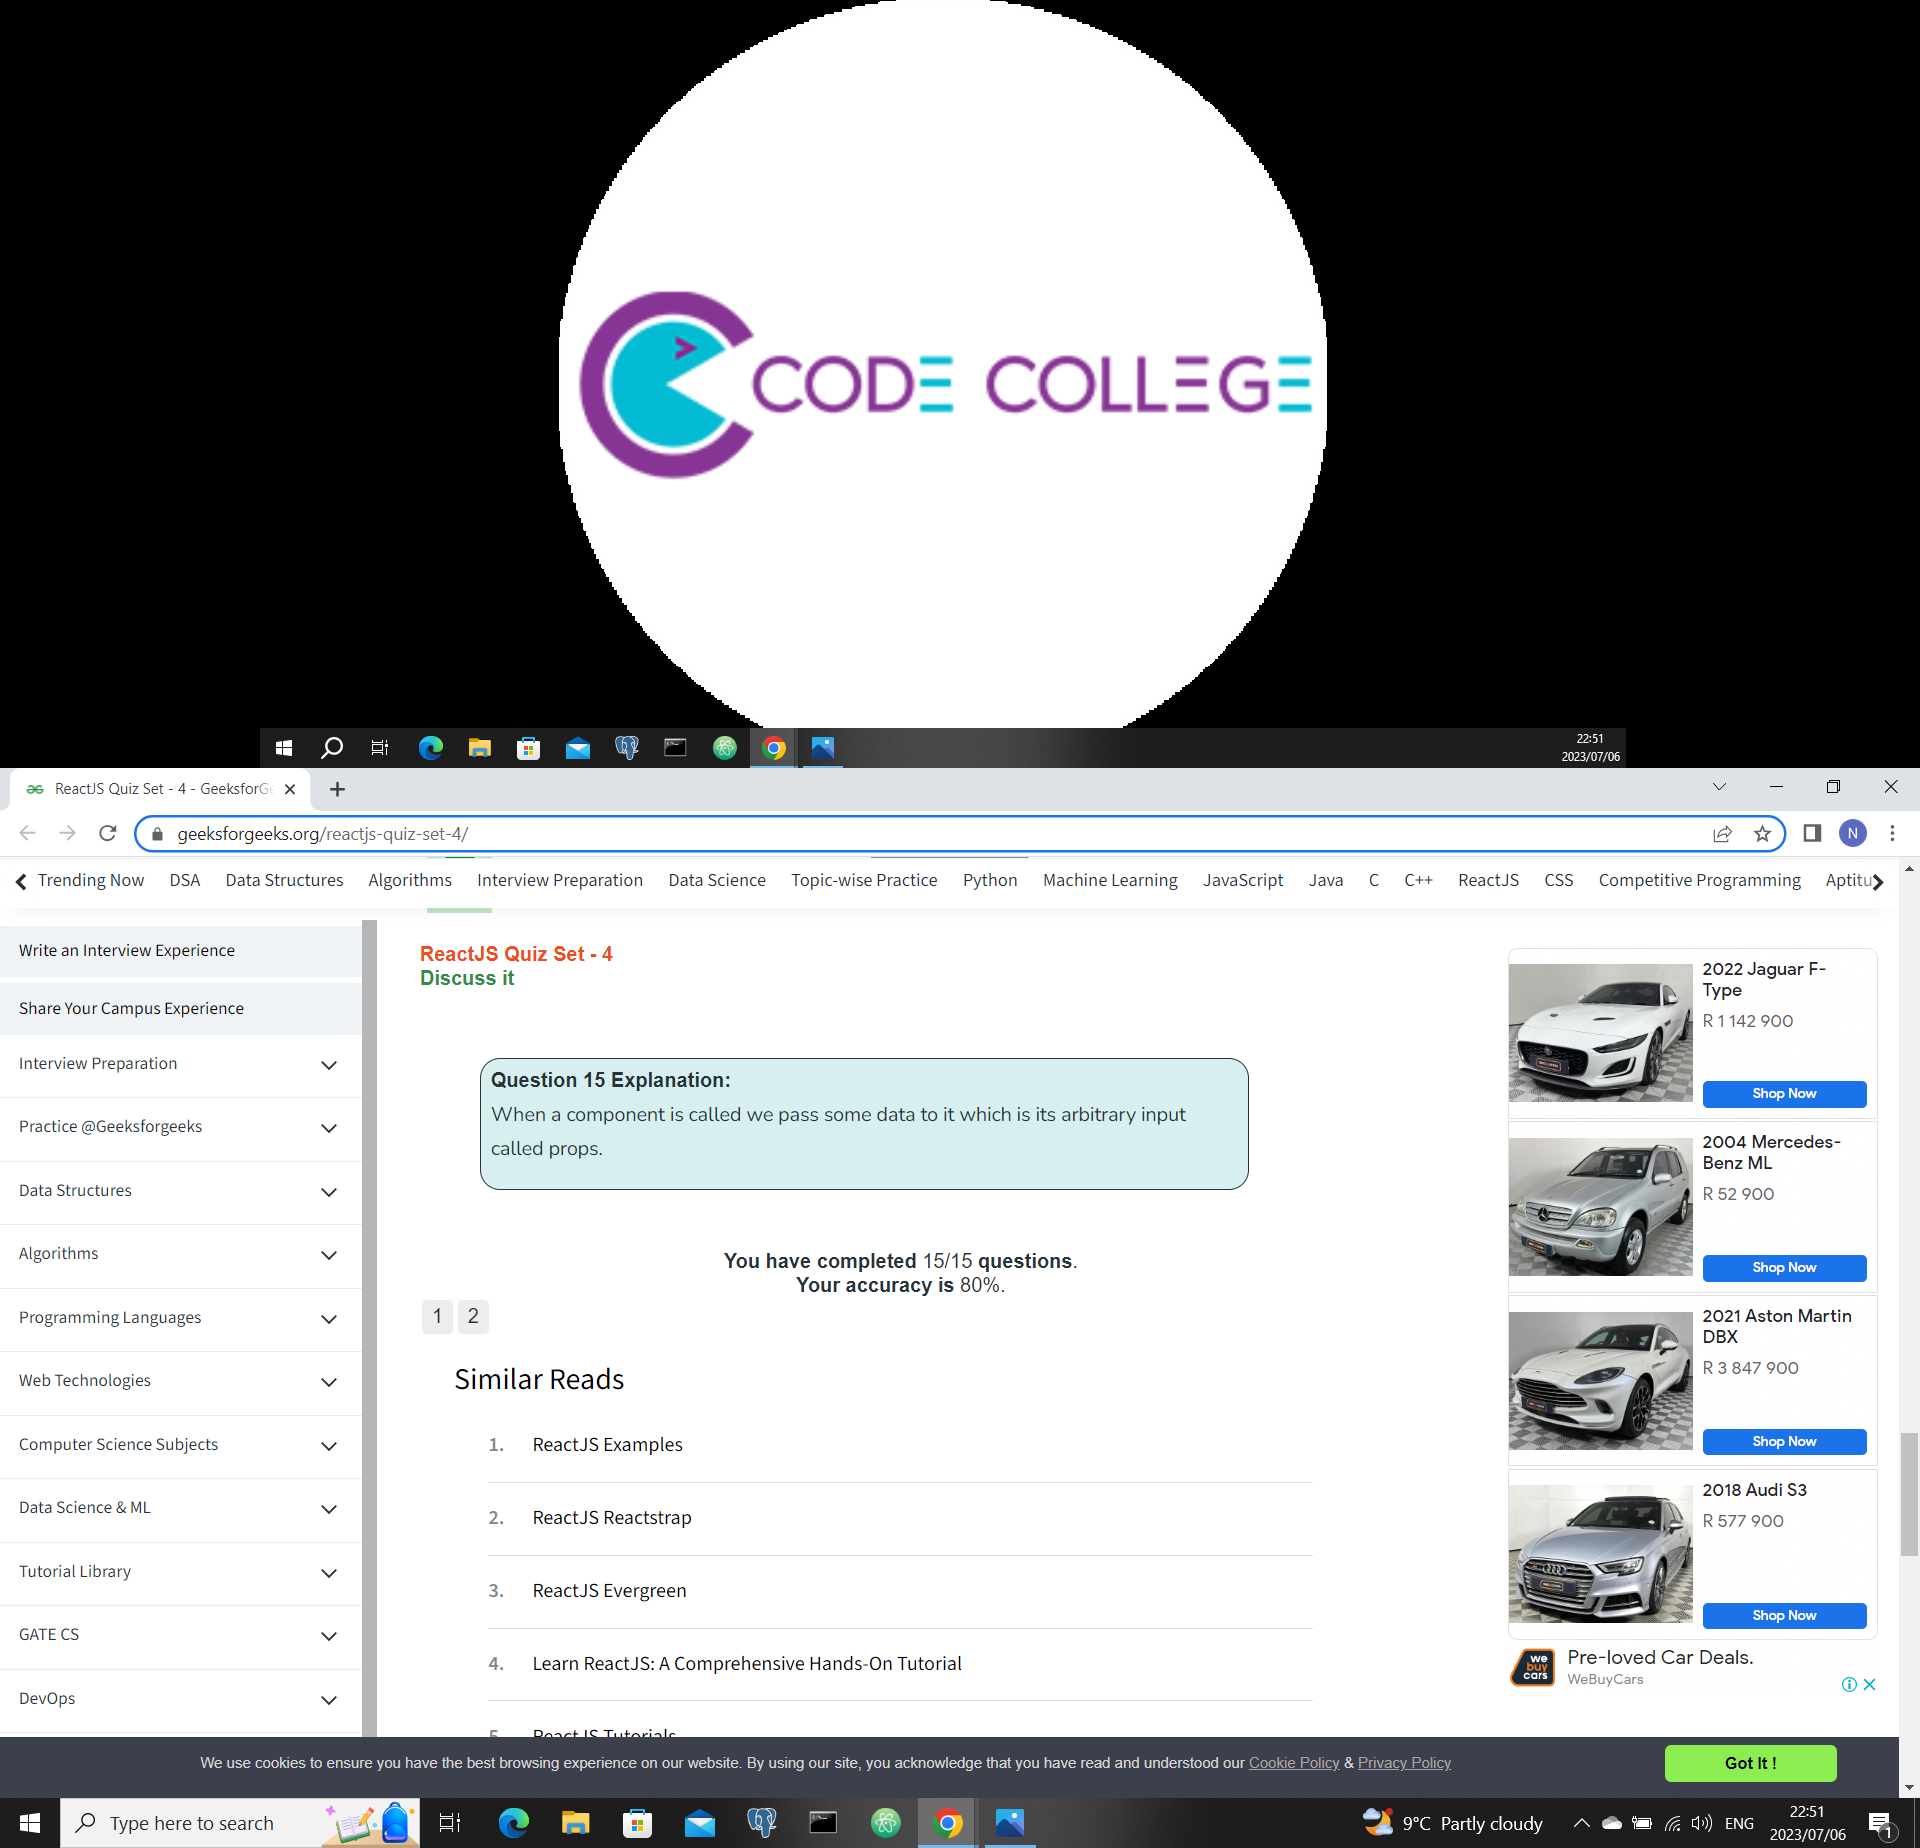 CODE COLLEGE
22:51
2023/07/06
ReactJS Quiz Set - 4 - GeeksforGe
geeksforgeeks.org/reactjs-quiz-set-4/
N
Trending Now DSA Data Structures Algorithms Interview Preparation Data Science Topic-wise Practice Python Machine Learning JavaScript Java C C++ ReactJS CSS Competitive Programming Aptitu
Write an Interview Experience
Share Your Campus Experience
Interview Preparation
Practice @Geeksforgeeks
Data Structures
Algorithms
Programming Languages
Web Technologies
Computer Science Subjects
Data Science & ML
Tutorial Library
GATE CS
DevOps
ReactJS Quiz Set - 4
Discuss it
Question 15 Explanation:
When a component is called we pass some data to it which is its arbitrary input
called props.
You have completed 15/15 questions.
Your accuracy is 80%.
1 2
Similar Reads
1. ReactJS Examples
2. ReactJS Reactstrap
3. ReactJS Evergreen
4. Learn ReactJS: A Comprehensive Hands-On Tutorial
5. ReactJS Tutorials
2022 Jaguar F-
Type
R 1 142 900
Shop Now
2004 Mercedes-
Benz ML
R 52 900
Shop Now
2021 Aston Martin
DBX
R 3 847 900
Shop Now
2018 Audi S3
R 577 900
Shop Now
we
buy
cars
Pre-loved Car Deals.
WeBuyCars
We use cookies to ensure you have the best browsing experience on our website. By using our site, you acknowledge that you have read and understood our Cookie Policy & Privacy Policy
Got It !
Type here to search
9°C Partly cloudy
ENG
22:51
2023/07/06
1